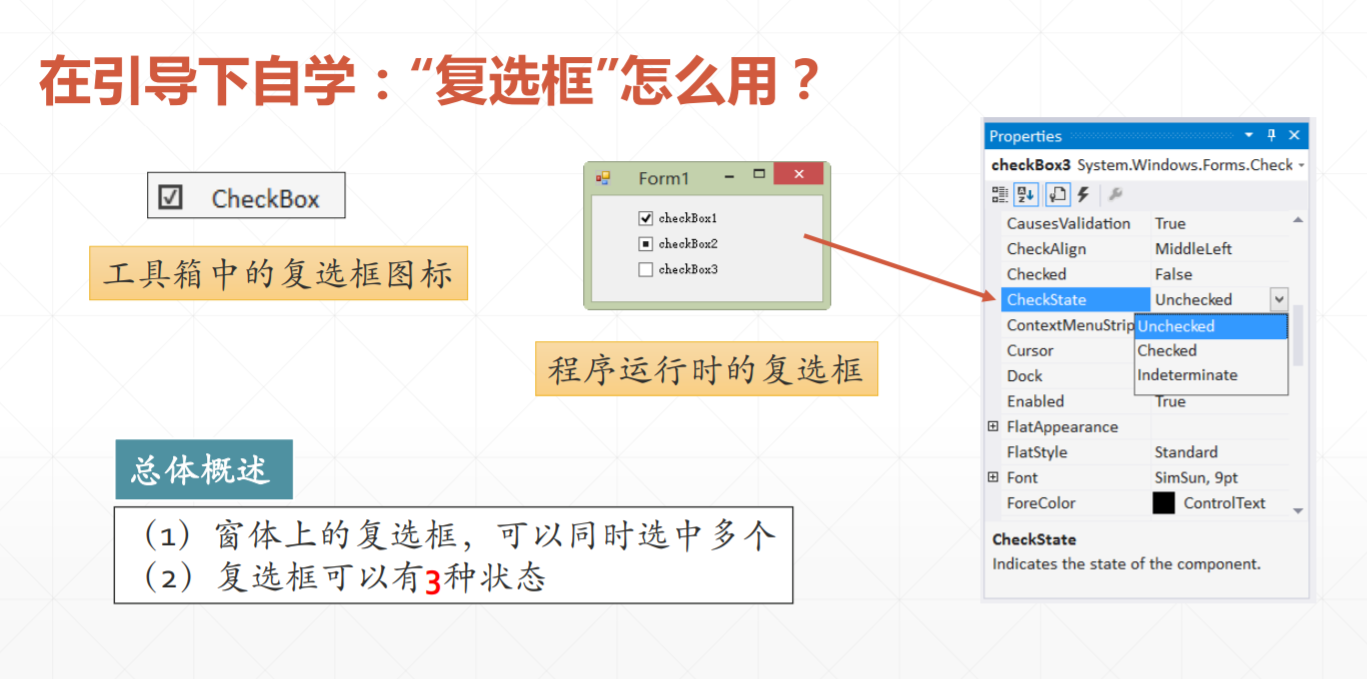 在引导下自学：“复选框”怎么用？
CheckBox
工具箱中的复选框图标
Form1
checkBox1
checkBox2
checkBox3
程序运行时的复选框
总体概述
（1）窗体上的复选框，可以同时选中多个
（2）复选框可以有3种状态
Properties
checkBox3 System.Windows.Forms.Check
CausesValidation True
CheckAlign MiddleLeft
Checked False
CheckState Unchecked
ContextMenuStrip Unchecked
Cursor Checked
Dock Indeterminate
Enabled True
FlatAppearance
FlatStyle Standard
Font SimSun, 9pt
ForeColor ControlText
CheckState
Indicates the state of the component.